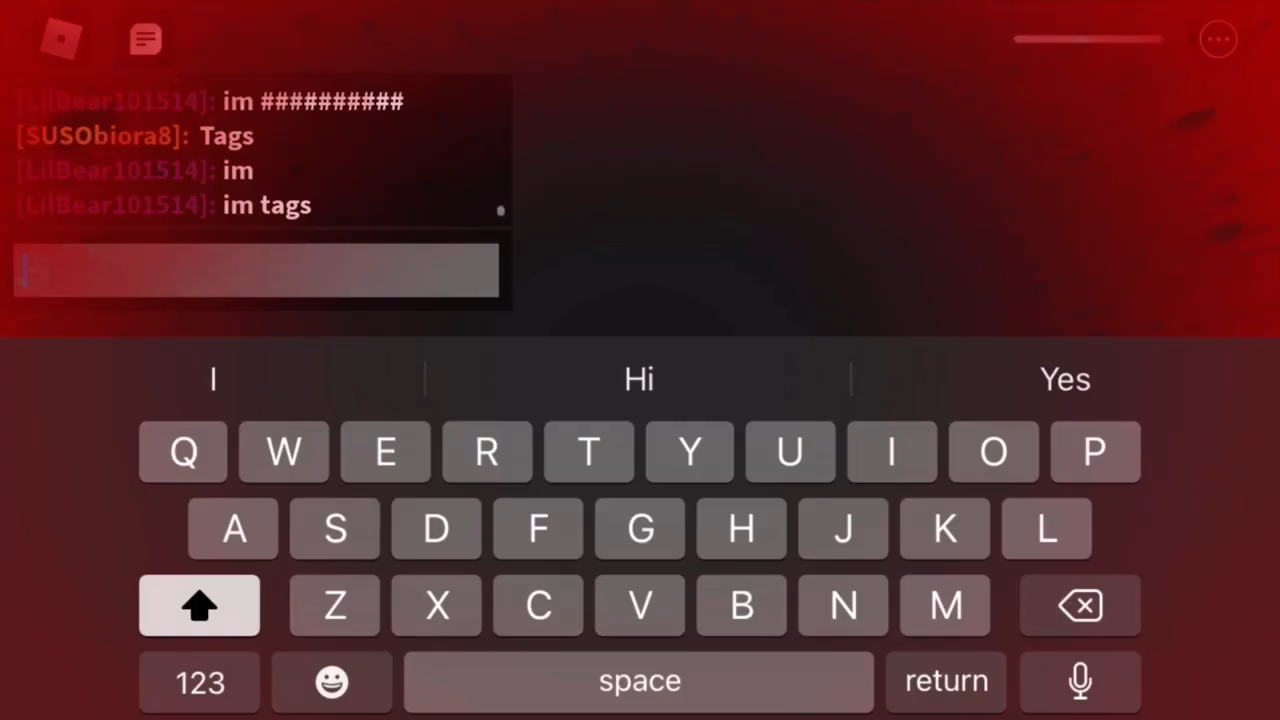 [LilBear101514]: im ##########
[SUSObiora8]: Tags
[LilBear101514]: im
[LilBear101514]: im tags
I Hi Yes
Q W E R T Y U I O P
A S D F G H J K L
Z X C V B N M
123 space return